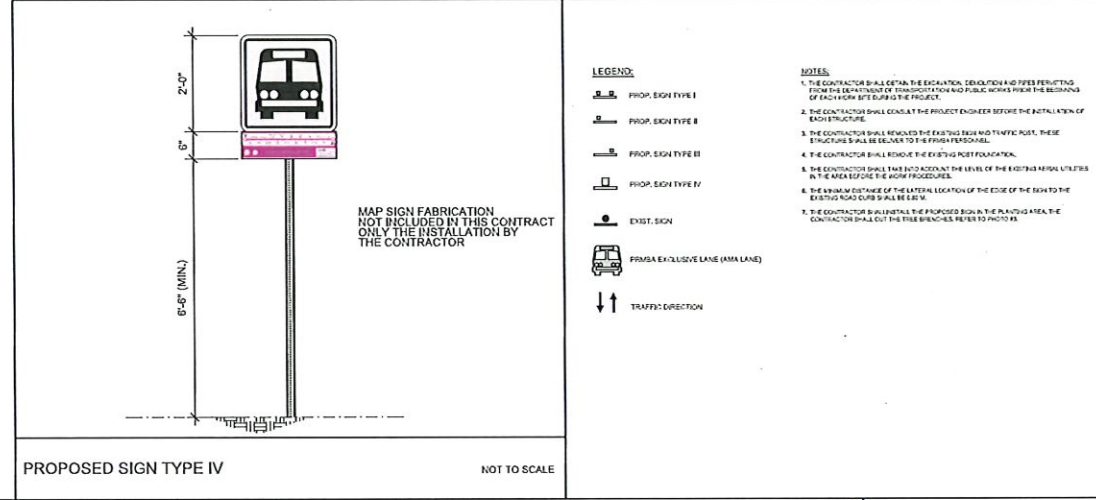 2'-0"
6"
6'-6" (MIN.)
MAP SIGN FABRICATION
NOT INCLUDED IN THIS CONTRACT
ONLY THE INSTALLATION BY
THE CONTRACTOR
PROPOSED SIGN TYPE IV
NOT TO SCALE
LEGEND:
PROP. SIGN TYPE I
PROP. SIGN TYPE II
PROP. SIGN TYPE III
PROP. SIGN TYPE IV
EXIST. SIGN
PRMBA EXCLUSIVE LANE (AMA LANE)
TRAFFIC DIRECTION
NOTES:
1. THE CONTRACTOR SHALL OBTAIN THE EXCAVATION, DEMOLITION AND PIPES PERMITTING
FROM THE DEPARTMENT OF TRANSPORTATION AND PUBLIC WORKS PRIOR THE BEGINNING
OF EACH WORK SITE DURING THE PROJECT.
2. THE CONTRACTOR SHALL CONSULT THE PROJECT ENGINEER BEFORE THE INSTALLATION OF
EACH STRUCTURE.
3. THE CONTRACTOR SHALL REMOVED THE EXISTING SIGN AND TRAFFIC POST, THESE
STRUCTURE SHALL BE DELIVER TO THE PRMBA PERSONNEL.
4. THE CONTRACTOR SHALL REMOVE THE EXISTING POST FOUNDATION.
5. THE CONTRACTOR SHALL TAKE INTO ACCOUNT THE LEVEL OF THE EXISTING AERIAL UTILITIES
IN THE AREA BEFORE THE WORK PROCEDURES.
6. THE MINIMUM DISTANCE OF THE LATERAL LOCATION OF THE EDGE OF THE SIGN TO THE
EXISTING ROAD CURB SHALL BE M.
7. THE CONTRACTOR SHALL INSTALL THE PROPOSED SIGN IN THE PLANTING AREA. THE
CONTRACTOR SHALL CUT THE TREE BRENCHES. REFER TO PHOTO #3.